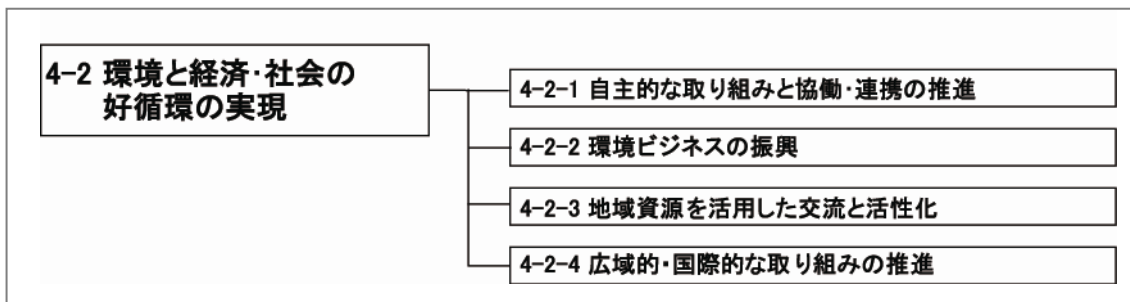 4-2 環境と経済・社会の
好循環の実現
4-2-1 自主的な取り組みと協働・連携の推進
4-2-2 環境ビジネスの振興
4-2-3 地域資源を活用した交流と活性化
4-2-4 広域的・国際的な取り組みの推進